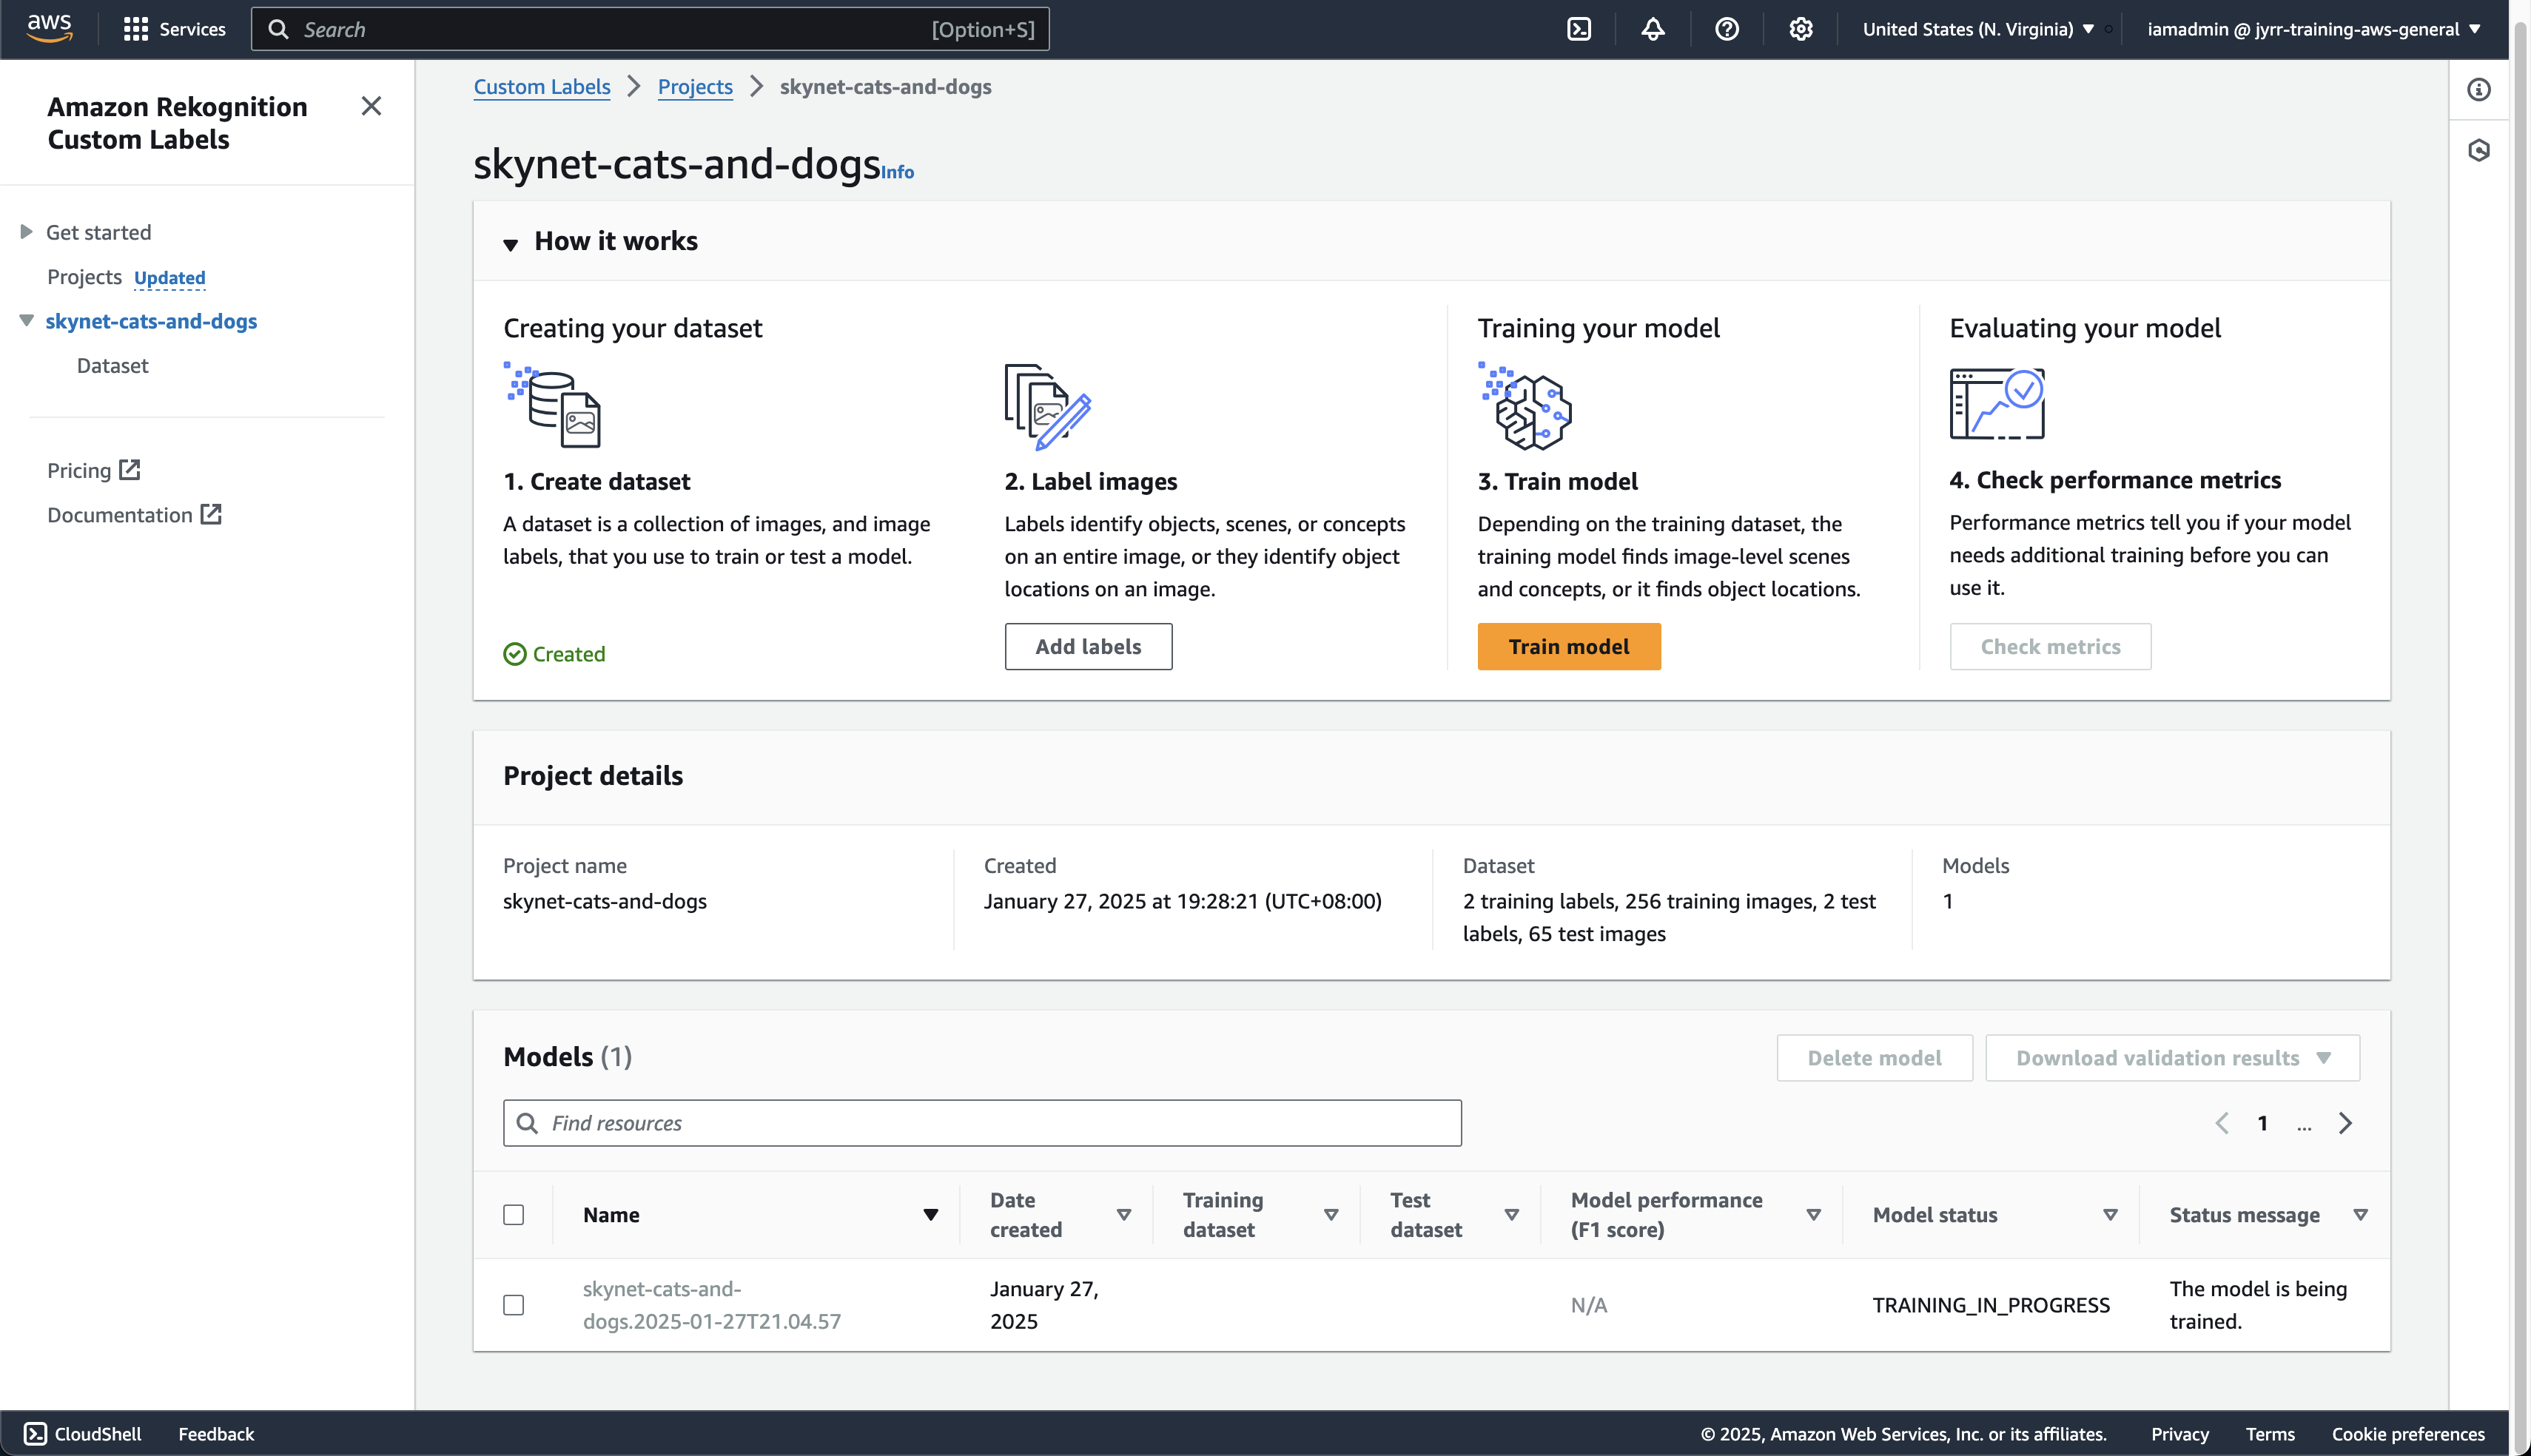 aws
Services
Search
[Option+S]
United States (N. Virginia)
iamadmin @ jyrr-training-aws-general
Amazon Rekognition
Custom Labels
Get started
Projects Updated
skynet-cats-and-dogs
Dataset
Pricing
Documentation
Custom Labels
Projects
skynet-cats-and-dogs
skynet-cats-and-dogs Info
How it works
Creating your dataset
1. Create dataset
A dataset is a collection of images, and image
labels, that you use to train or test a model.
Created
2. Label images
Labels identify objects, scenes, or concepts
on an entire image, or they identify object
locations on an image.
Add labels
Training your model
3. Train model
Depending on the training dataset, the
training model finds image-level scenes
and concepts, or it finds object locations.
Train model
Evaluating your model
4. Check performance metrics
Performance metrics tell you if your model
needs additional training before you can
use it.
Check metrics
Project details
Project name
skynet-cats-and-dogs
Created
January 27, 2025 at 19:28:21 (UTC+08:00)
Dataset
2 training labels, 256 training images, 2 test
labels, 65 test images
Models
1
Models (1)
Delete model
Download validation results
Find resources
1 ...
Name
Date
created
Training
dataset
Test
dataset
Model performance
(F1 score)
Model status
Status message
skynet-cats-and-
dogs.2025-01-27T21.04.57
January 27,
2025
N/A
TRAINING_IN_PROGRESS
The model is being
trained.
CloudShell
Feedback
© 2025, Amazon Web Services, Inc. or its affiliates.
Privacy
Terms
Cookie preferences